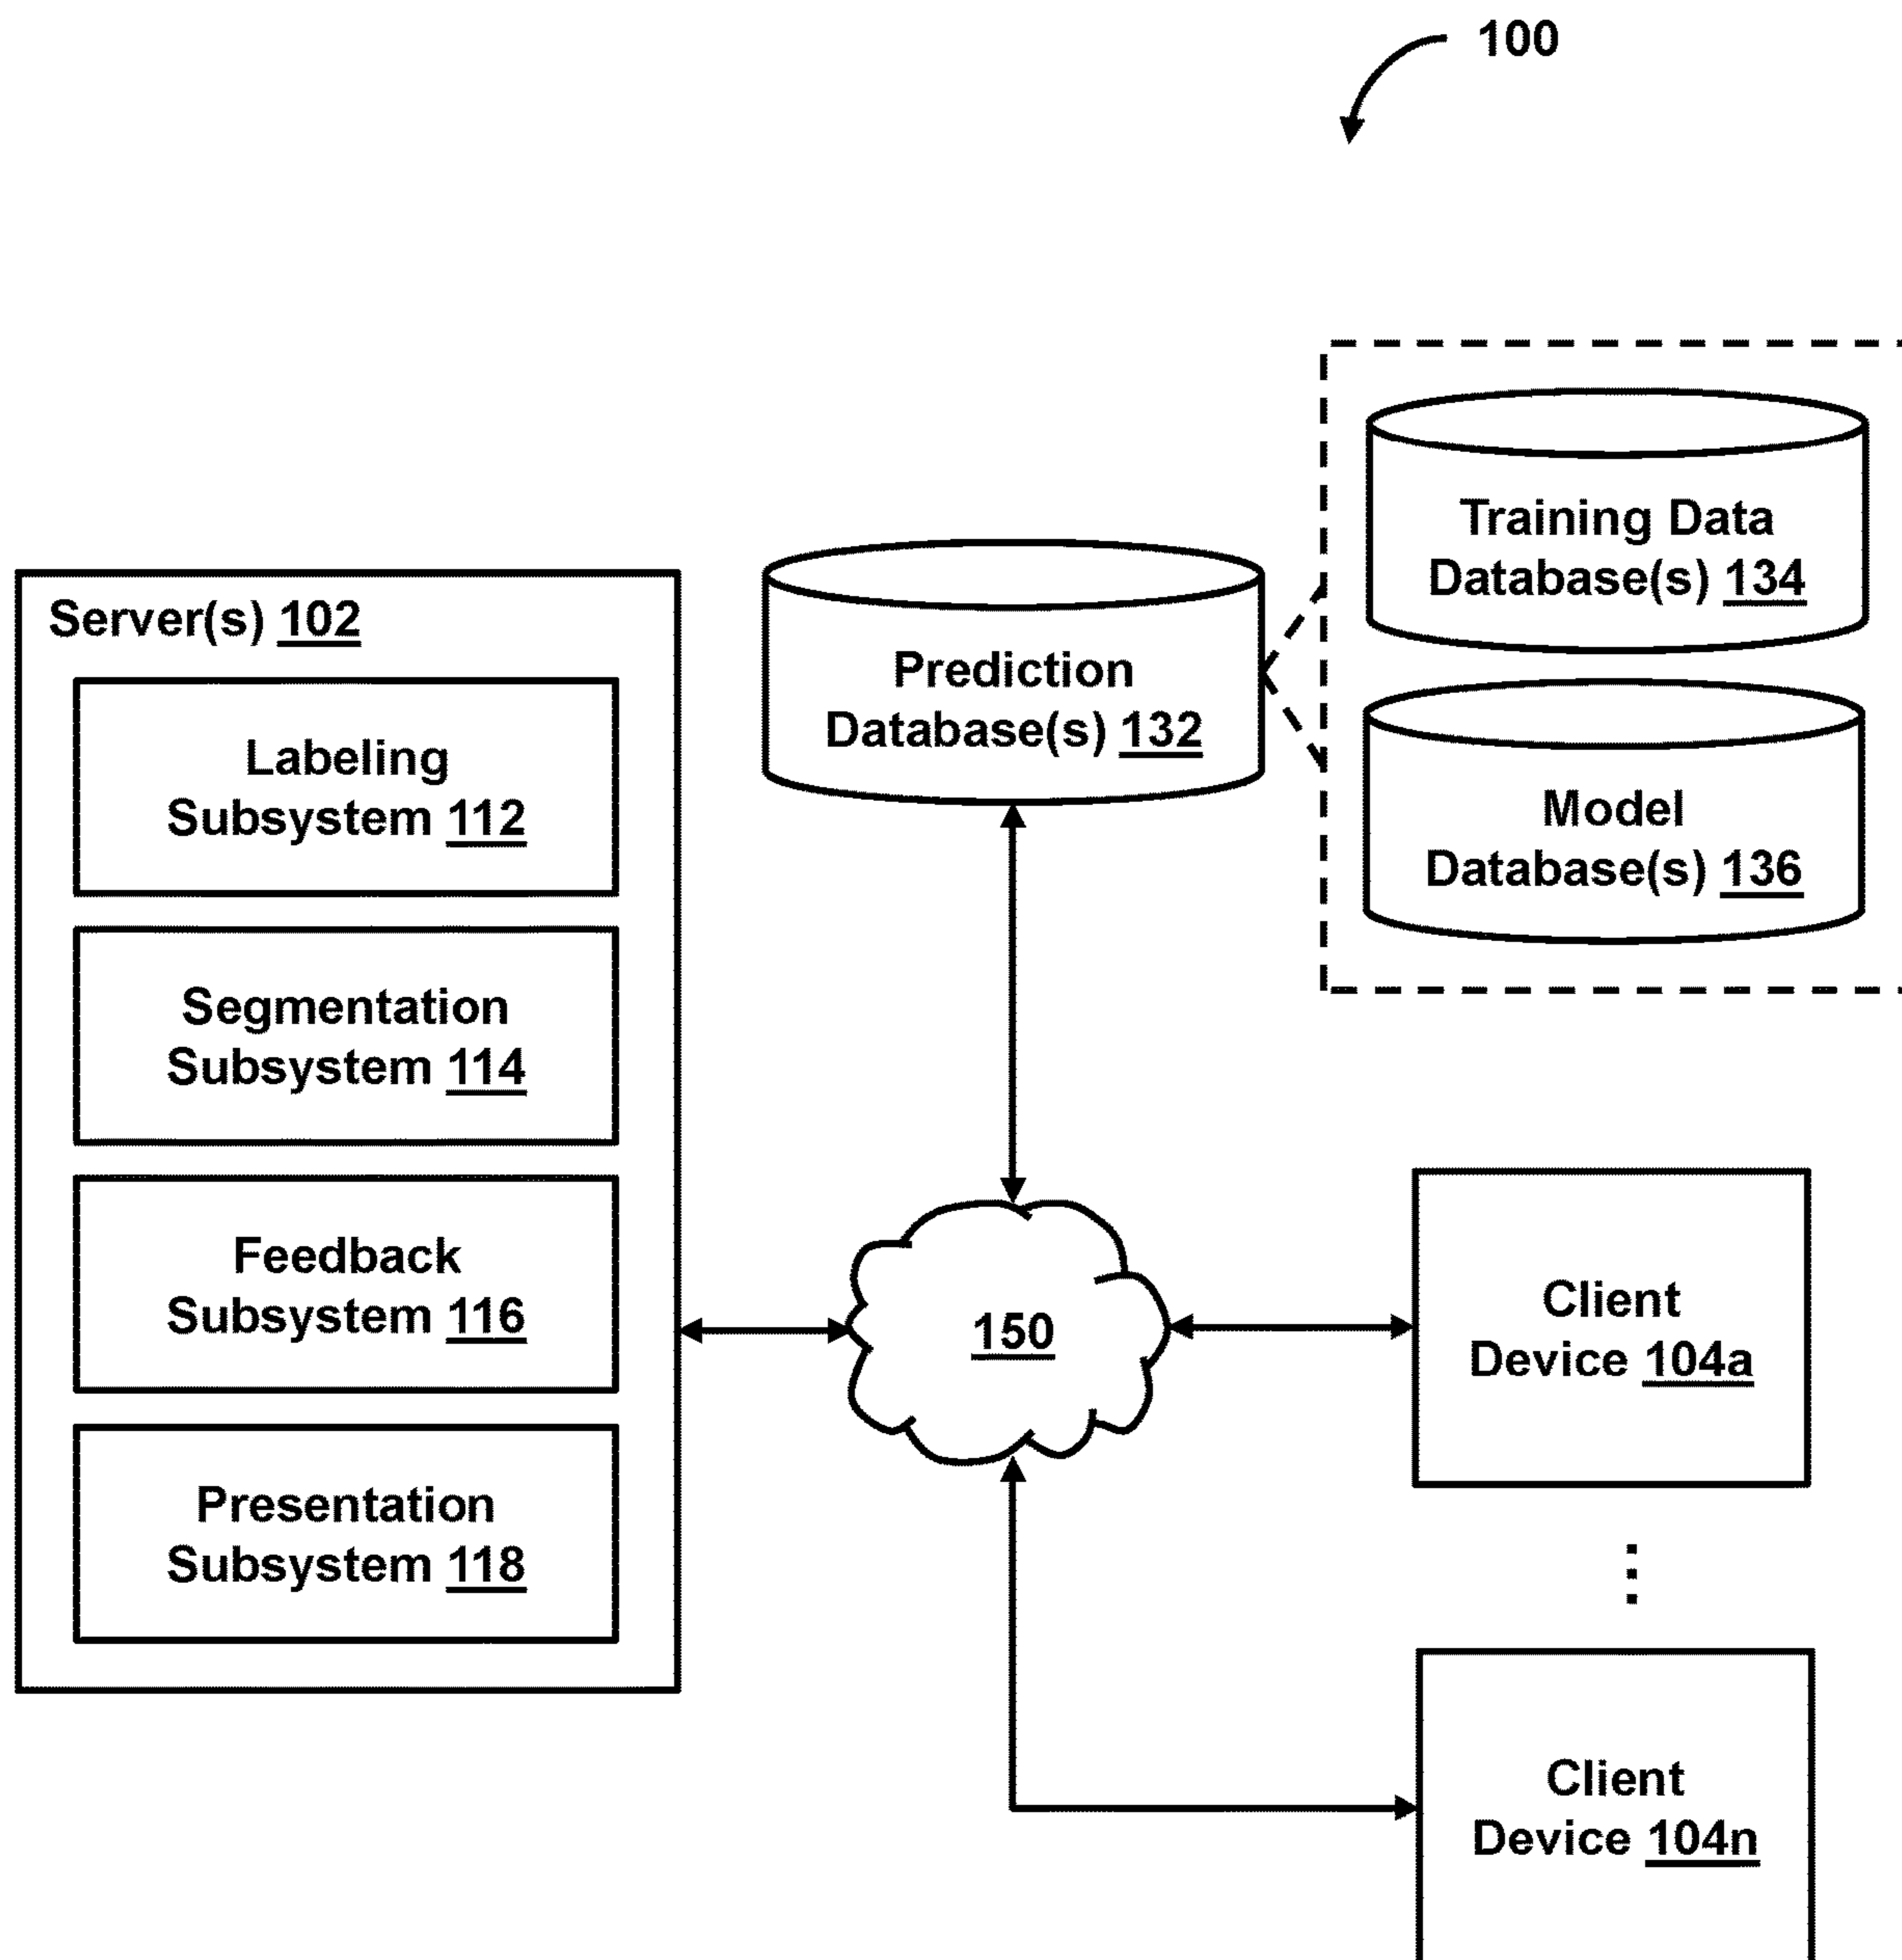 100
Server(s) 102
Labeling
Subsystem 112
Segmentation
Subsystem 114
Feedback
Subsystem 116
Presentation
Subsystem 118
Prediction
Database(s) 132
Training Data
Database(s) 134
Model
Database(s) 136
150
Client
Device 104a
Client
Device 104n